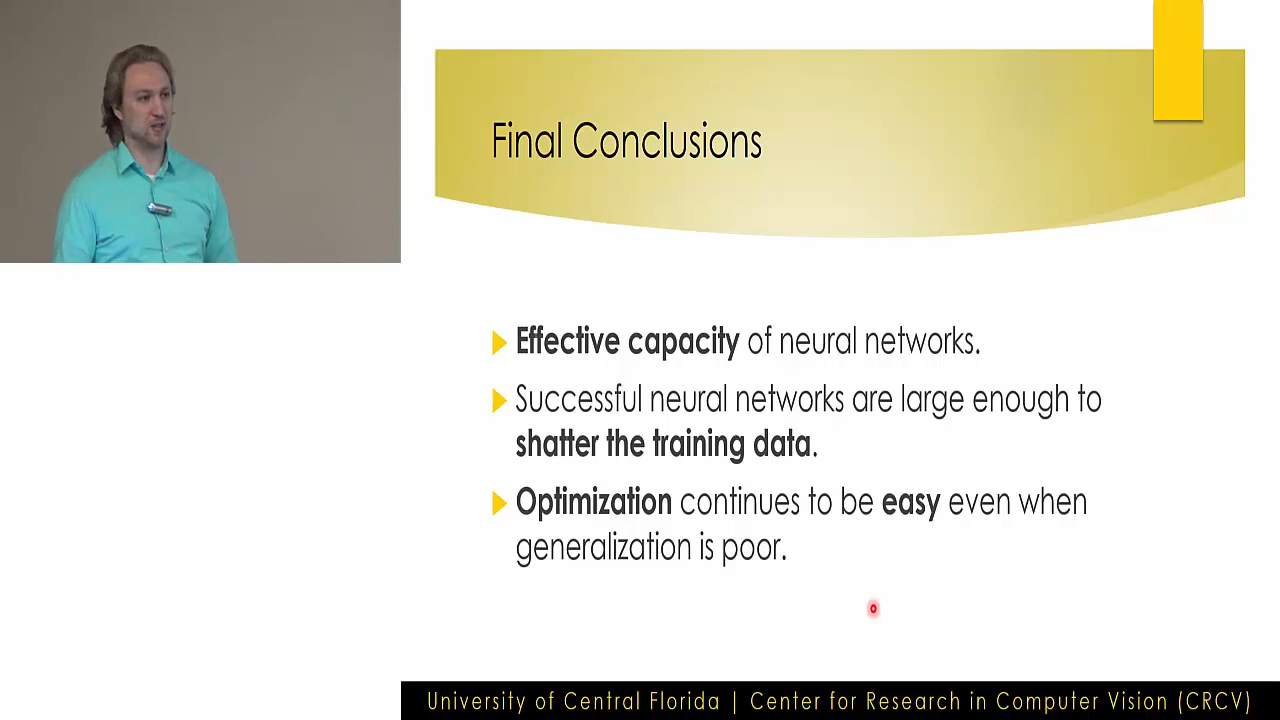 Final Conclusions
Effective capacity of neural networks.
Successful neural networks are large enough to
shatter the training data.
Optimization continues to be easy even when
generalization is poor.
University of Central Florida | Center for Research in Computer Vision (CRCV)